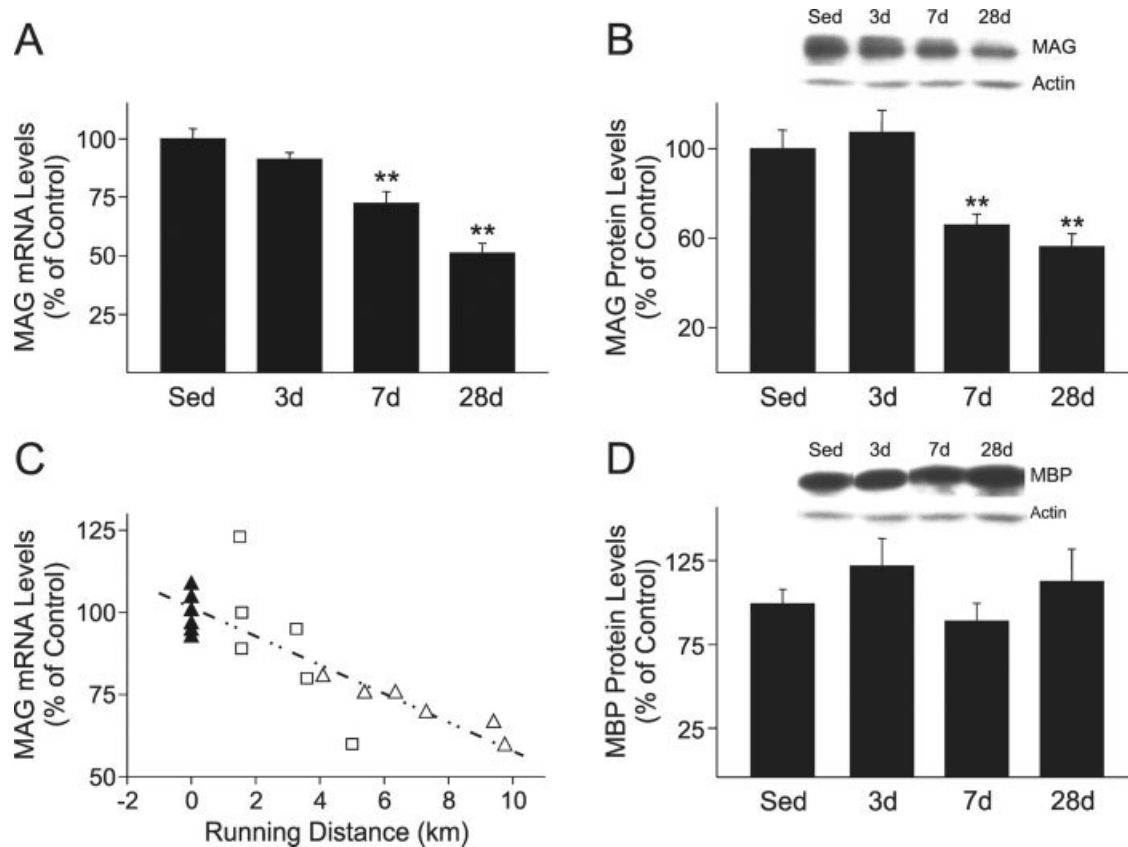 A
MAG mRNA Levels
(% of Control)
100
75
50
25
**
**
Sed 3d 7d 28d
B
Sed 3d 7d 28d
MAG
Actin
MAG Protein Levels
(% of Control)
100
60
20
**
**
Sed 3d 7d 28d
C
MAG mRNA Levels
(% of Control)
125
100
75
50
-2 0 2 4 6 8 10
Running Distance (km)
D
Sed 3d 7d 28d
MBP
Actin
MBP Protein Levels
(% of Control)
125
75
25
Sed 3d 7d 28d